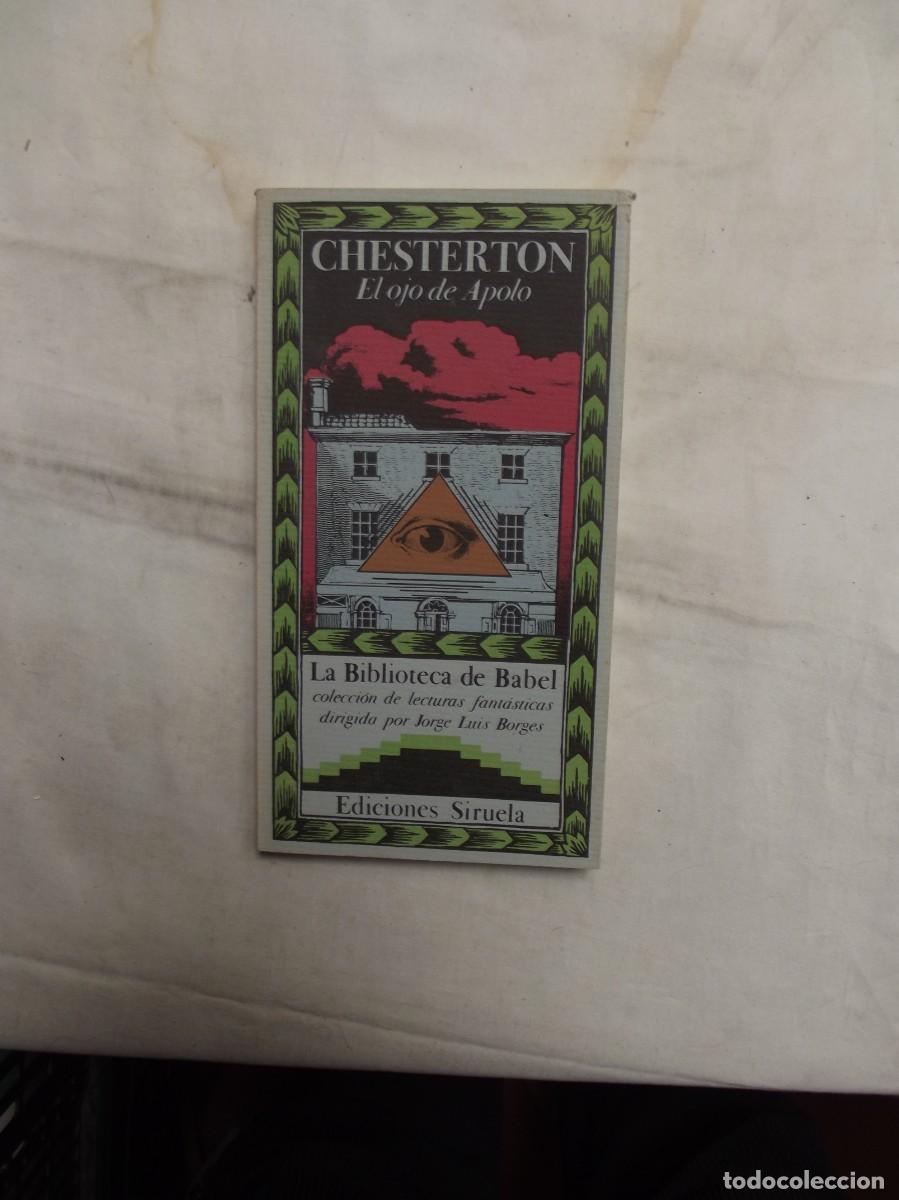 CHESTERTON
El ojo de Apolo
La Biblioteca de Babel
colección de lecturas fantásticas
dirigida por Jorge Luis Borges
Ediciones Siruela
todocoleccion